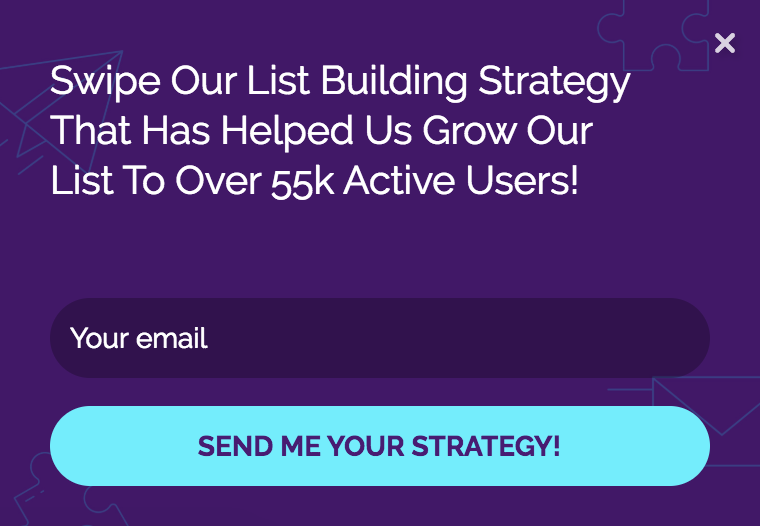 Swipe Our List Building Strategy
That Has Helped Us Grow Our
List To Over 55k Active Users!
Your email
SEND ME YOUR STRATEGY!